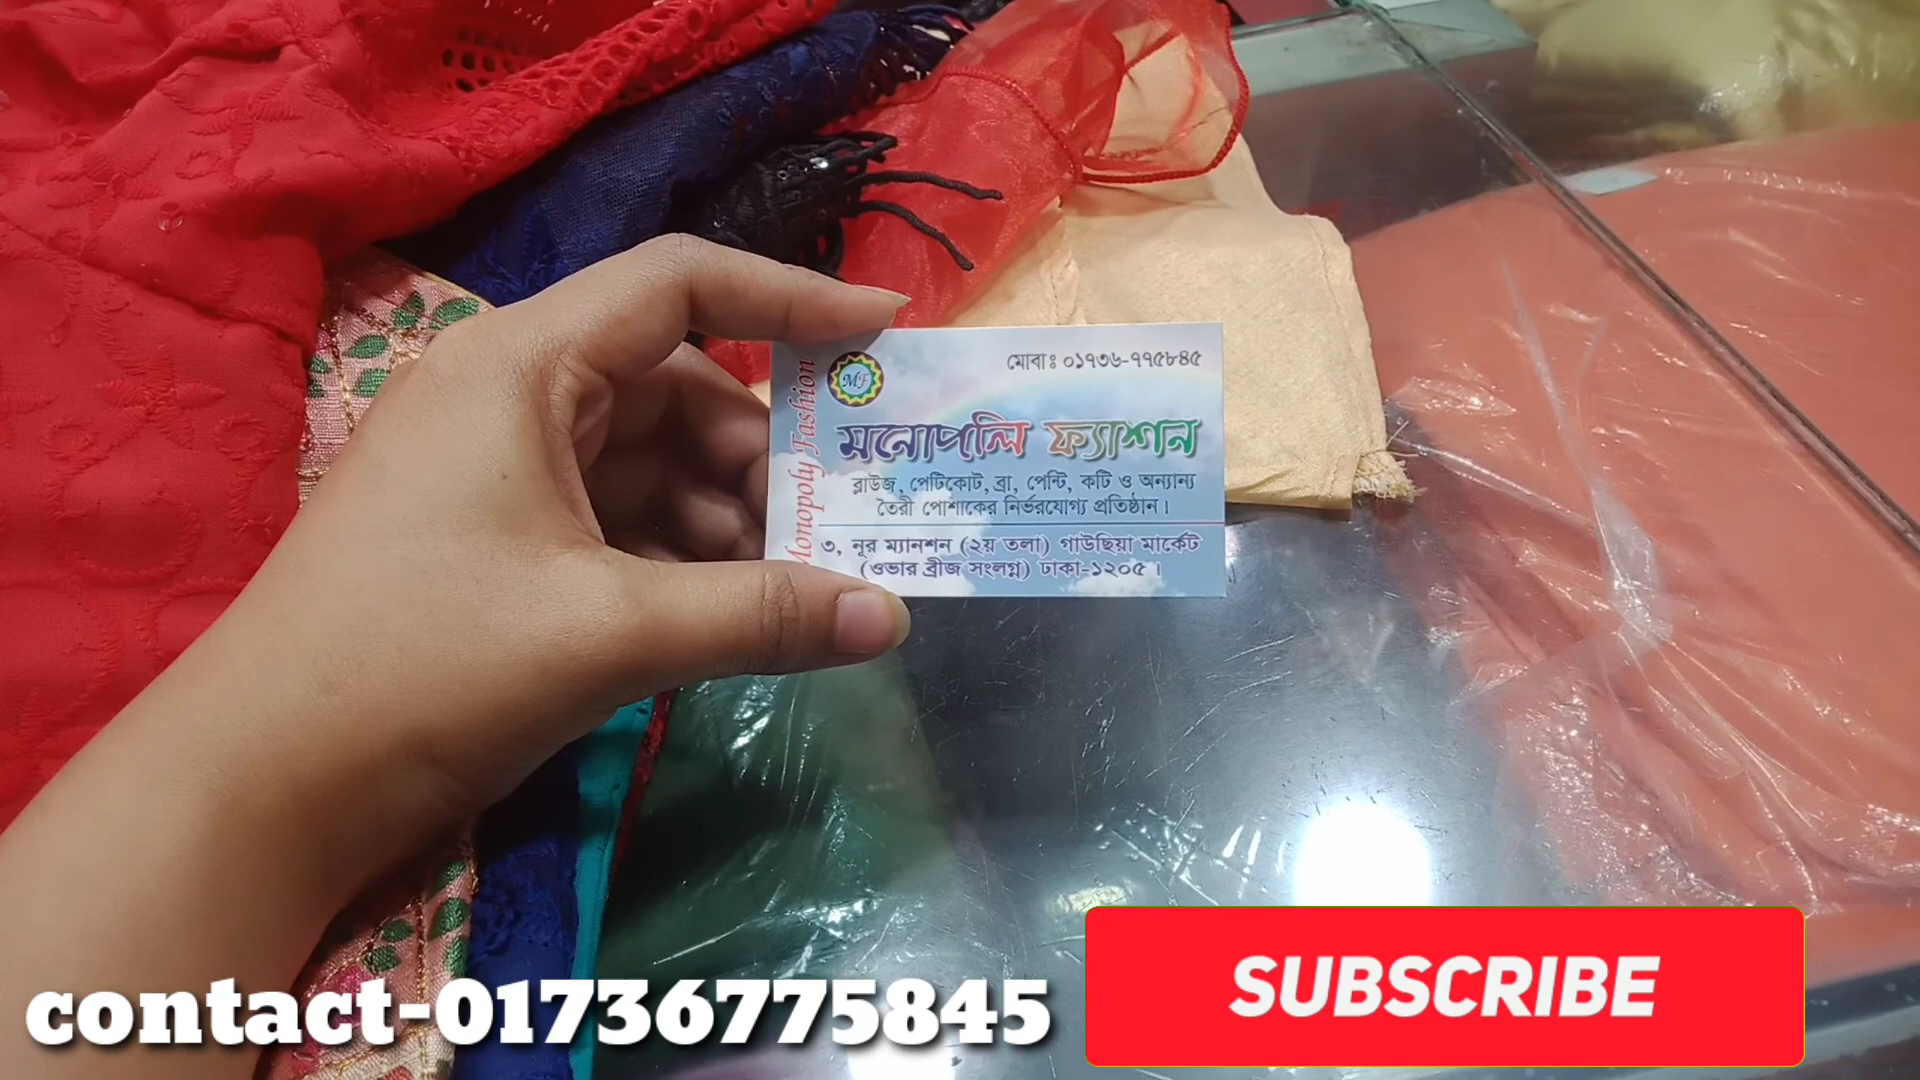 MF
মোবাঃ ০১৭৩৬-৭৭৫৮৪৫
Monopoly Fashion
মনোপলি ফ্যাশন
ব্লাউজ, পেটিকোট, ব্রা, পেন্টি, কটি ও অন্যান্য
তৈরী পোশাকের নির্ভরযোগ্য প্রতিষ্ঠান।
৩, নূর ম্যানশন (২য় তলা) গাউছিয়া মার্কেট
(ওভার ব্রীজ সংলগ্ন) ঢাকা-১২০৫।
contact-01736775845
SUBSCRIBE